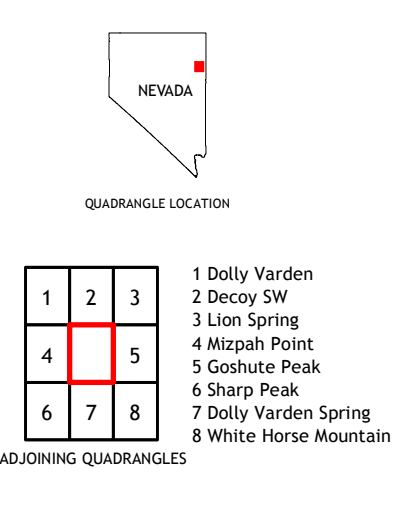 NEVADA
QUADRANGLE LOCATION
1 2 3
4 5
6 7 8
1 Dolly Varden
2 Decoy SW
3 Lion Spring
4 Mizpah Point
5 Goshute Peak
6 Sharp Peak
7 Dolly Varden Spring
8 White Horse Mountain
ADJOINING QUADRANGLES